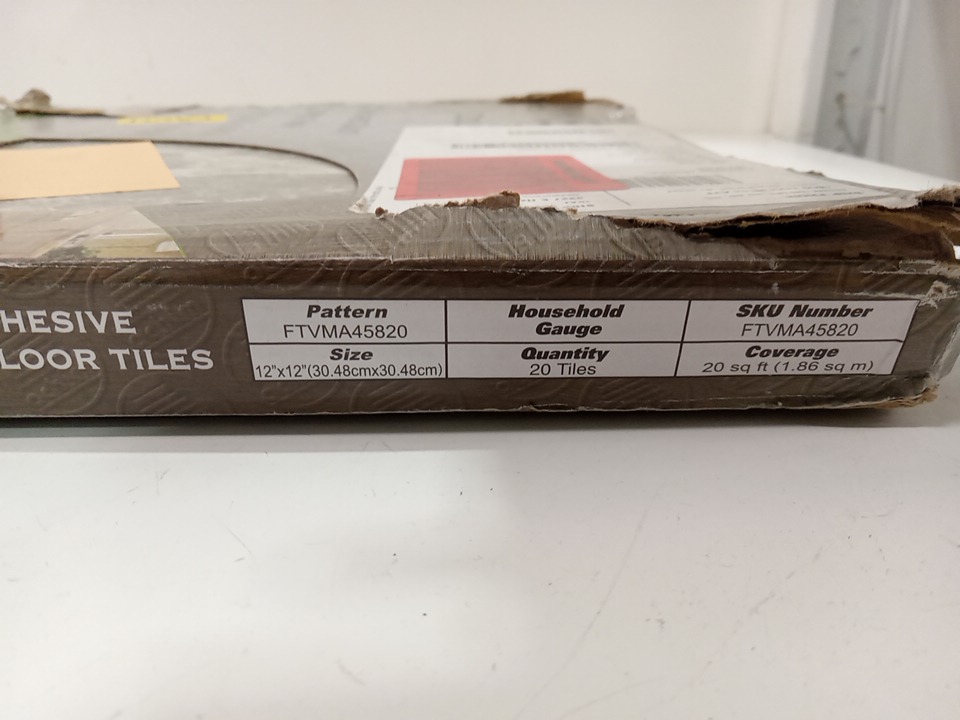 HESIVE
LOOR TILES
Pattern
FTVMA45820
Size
12"x12"(30.48cmx30.48cm)
Household
Gauge
Quantity
20 Tiles
SKU Number
FTVMA45820
Coverage
20 sq ft (1.86 sq m)